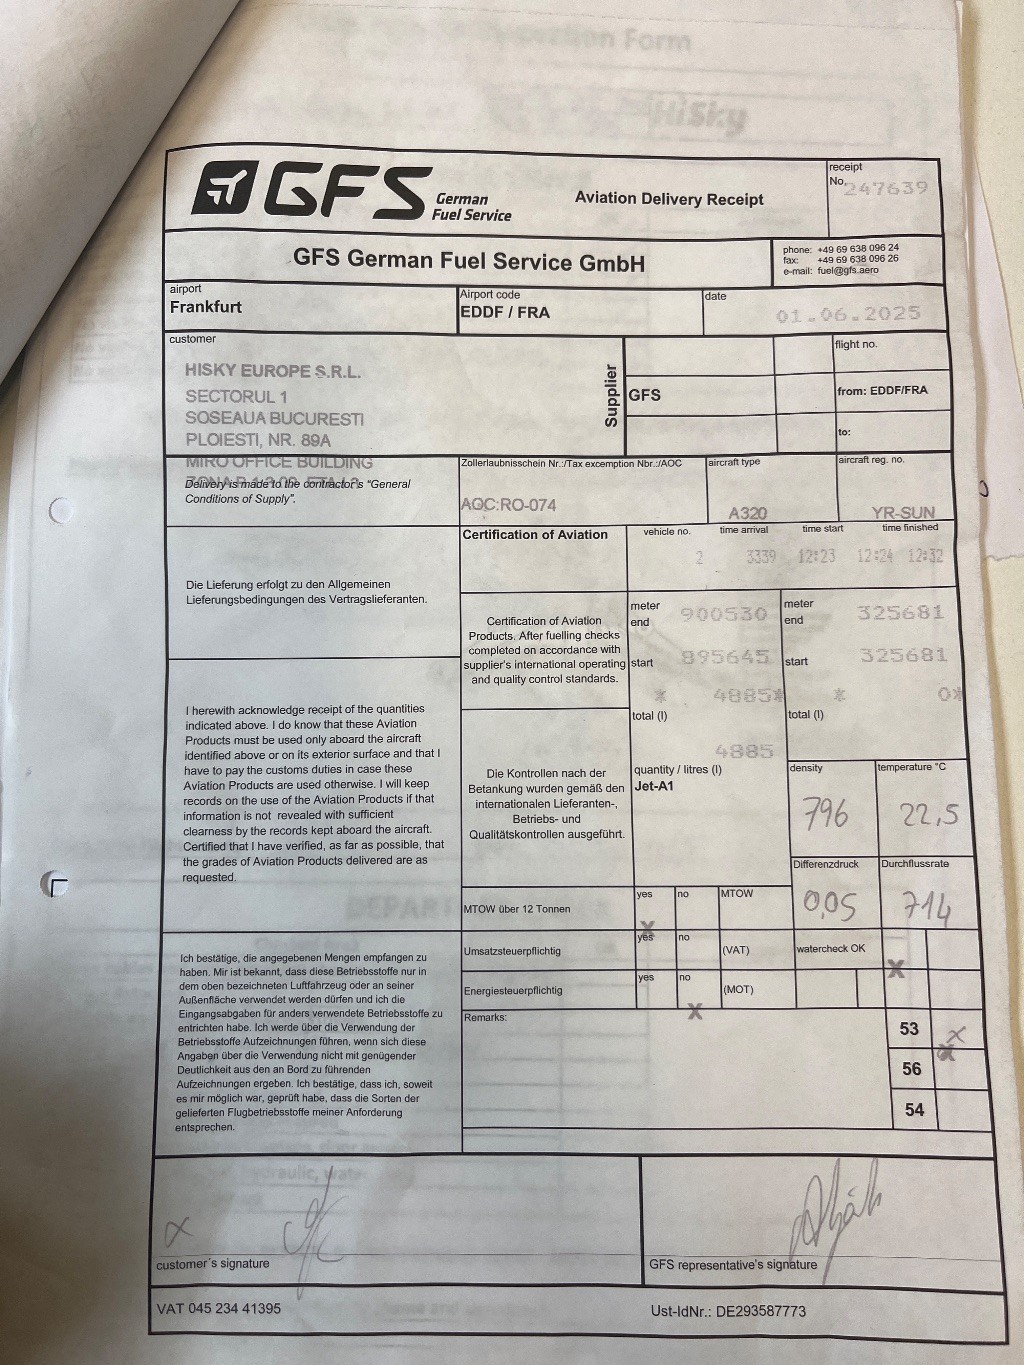 HiSky
GFS German
Fuel Service
Aviation Delivery Receipt
receipt
No. 247639
GFS German Fuel Service GmbH
phone: +49 69 638 096 24
fax: +49 69 638 096 26
e-mail: fuel@gfs.aero
airport
Frankfurt
Airport code
EDDF / FRA
date
01.06.2025
customer
HISKY EUROPE S.R.L.
SECTORUL 1
SOSEAUA BUCURESTI
PLOIESTI, NR. 89A
MIRO OFFICE BUILDING
Supplier
GFS
flight no.
from: EDDF/FRA
to:
Delivery is made to the contractor's "General
Conditions of Supply".
Zollerlaubnisschein Nr.:/Tax excemption Nbr.:/AOC
AOC:RO-074
aircraft type
A320
aircraft reg. no.
YR-SUN
Die Lieferung erfolgt zu den Allgemeinen
Lieferungsbedingungen des Vertragslieferanten.
Certification of Aviation
vehicle no. time arrival time start time finished
2 3339 12:23 12:24 12:32
Certification of Aviation
Products. After fuelling checks
completed on accordance with
supplier's international operating
and quality control standards.
meter
end 900530
start 895645
* 4885*
total (l)
4885
meter
end 325681
start 325681
* 0*
total (l)
I herewith acknowledge receipt of the quantities
indicated above. I do know that these Aviation
Products must be used only aboard the aircraft
identified above or on its exterior surface and that I
have to pay the customs duties in case these
Aviation Products are used otherwise. I will keep
records on the use of the Aviation Products if that
information is not revealed with sufficient
clearness by the records kept aboard the aircraft.
Certified that I have verified, as far as possible, that
the grades of Aviation Products delivered are as
requested.
Die Kontrollen nach der
Betankung wurden gemäß den
internationalen Lieferanten-,
Betriebs- und
Qualitätskontrollen ausgeführt.
quantity / litres (l)
Jet-A1
density
796
temperature °C
22,5
Differenzdruck
0,05
Durchflussrate
714
MTOW über 12 Tonnen
yes no MTOW
X
Umsatzsteuerpflichtig
yes no (VAT)
watercheck OK
X
Energiesteuerpflichtig
yes no (MOT)
X
Ich bestätige, die angegebenen Mengen empfangen zu
haben. Mir ist bekannt, dass diese Betriebsstoffe nur in
dem oben bezeichneten Luftfahrzeug oder an seiner
Außenfläche verwendet werden dürfen und ich die
Eingangsabgaben für anders verwendete Betriebsstoffe zu
entrichten habe. Ich werde über die Verwendung der
Betriebsstoffe Aufzeichnungen führen, wenn sich diese
Angaben über die Verwendung nicht mit genügender
Deutlichkeit aus den an Bord zu führenden
Aufzeichnungen ergeben. Ich bestätige, dass ich, soweit
es mir möglich war, geprüft habe, dass die Sorten der
gelieferten Flugbetriebsstoffe meiner Anforderung
entsprechen.
Remarks:
53 x
56
54
x
customer´s signature
GFS representative's signature
VAT 045 234 41395
Ust-IdNr.: DE293587773